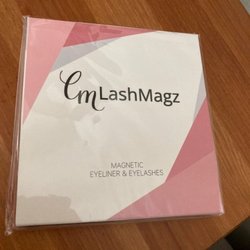 Cm LashMagz
MAGNETIC
EYELINER & EYELASHES